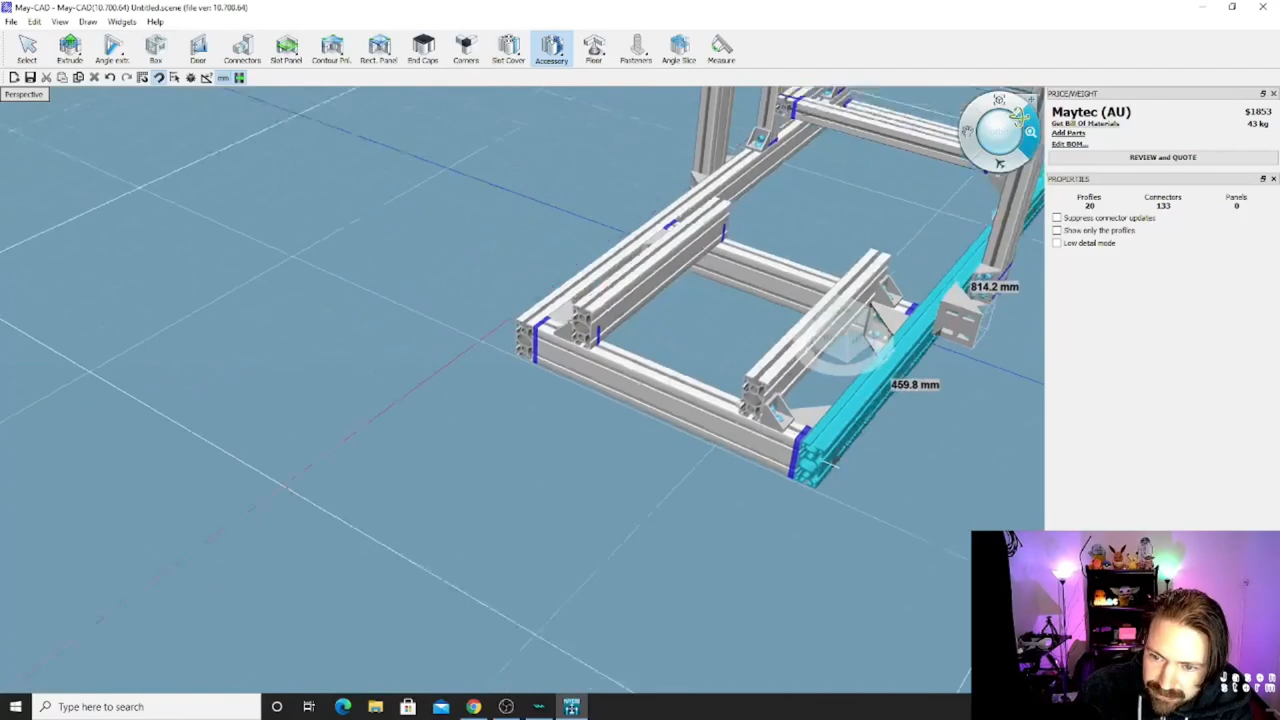 May-CAD - May-CAD(10.700.64) Untitled.scene (file ver: 10.700.64)
File Edit View Draw Widgets Help
Select Extrude Angle extr. Box Door Connectors Slot Panel Contour Pnl. Rect. Panel End Caps Corners Slot Cover Accessory Floor Fasteners Angle Slice Measure
mm
Perspective
PRICE/WEIGHT
Maytec (AU) $1853
Get Bill Of Materials 43 kg
Add Parts
Edit BOM...
REVIEW and QUOTE
PROPERTIES
Profiles Connectors Panels
20 133 0
Suppress connector updates
Show only the profiles
Low detail mode
814.2 mm
459.8 mm
Jason
storm
Type here to search